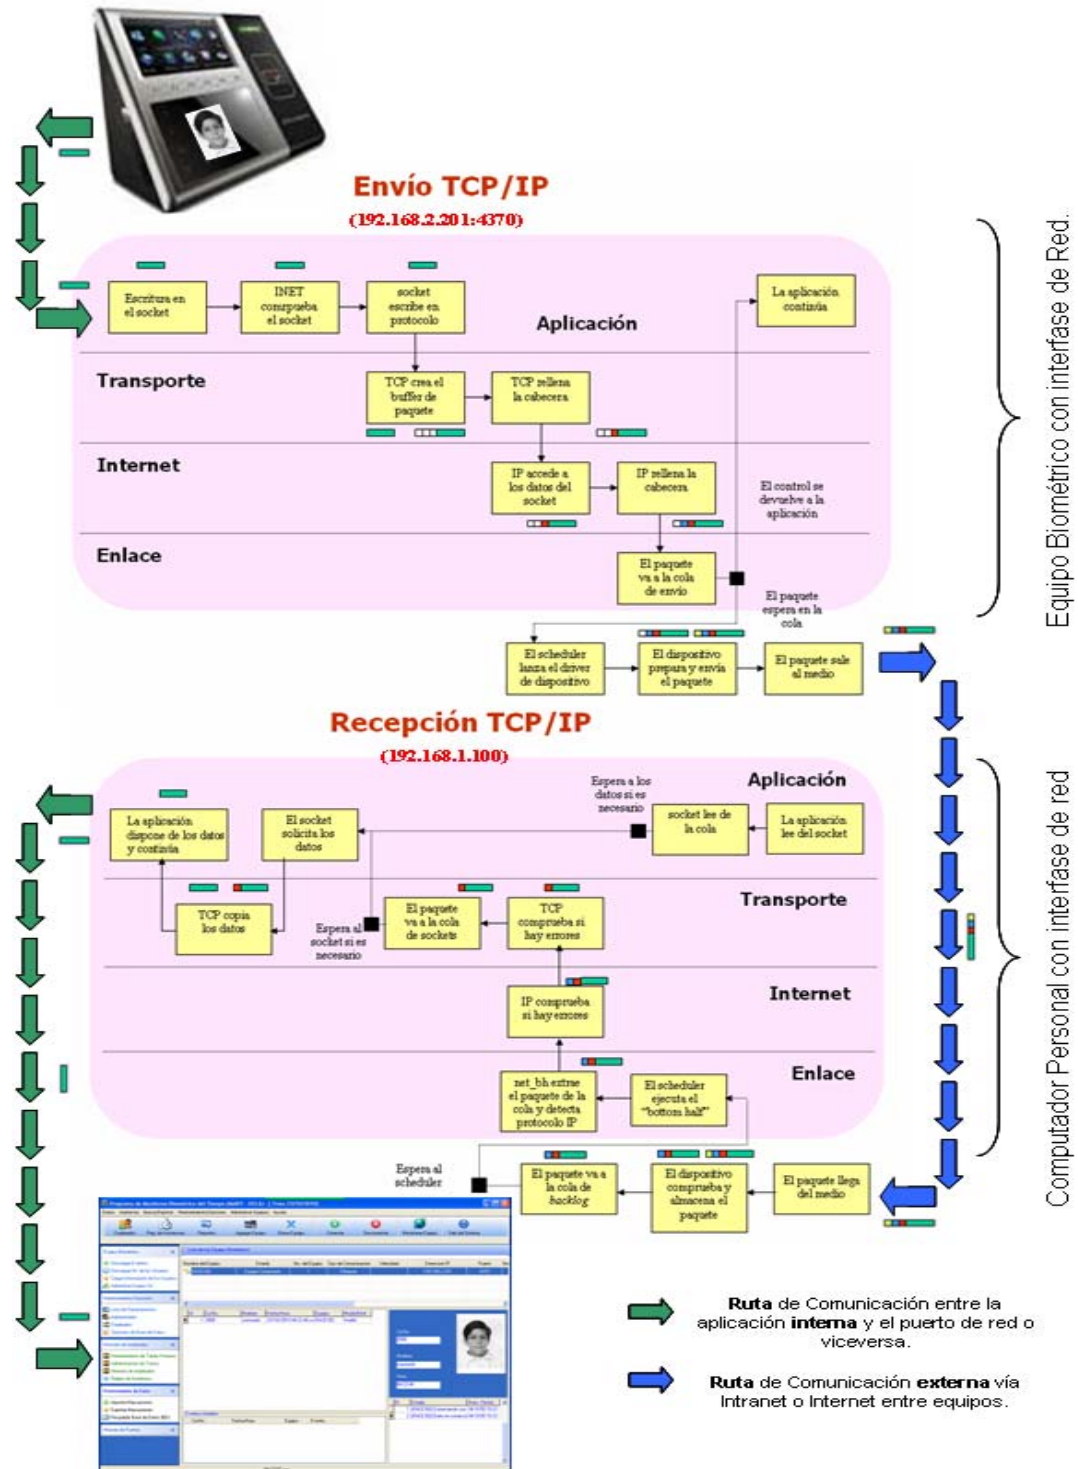 Envío TCP/IP
(192.168.2.201:4370)
Escritura en
el socket
INET
comrpueba
el socket
socket
escribe en
protocolo
La aplicación
continúa
Aplicación
Transporte
TCP crea el
buffer de
paquete
TCP rellena
la cabecera
Internet
IP accede a
los datos del
socket
IP rellena la
cabecera
El control se
devuelve a la
aplicación
Enlace
El paquete
va a la cola
de envío
El paquete
espera en la
cola
El scheduler
lanza el driver
de dispositivo
El dispositivo
prepara y envía
el paquete
El paquete sale
al medio
Equipo Biométrico con interfase de Red.
Recepción TCP/IP
(192.168.1.100)
Aplicación
Espera a los
datos si es
necesario
La aplicación
dispone de los datos
y continúa
El socket
solicita los
datos
socket lee de
la cola
La aplicación
lee del socket
Transporte
TCP copia
los datos
Espera al
socket si es
necesario
El paquete
va a la cola
de sockets
TCP
comprueba si
hay errores
Internet
IP comprueba
si hay errores
Enlace
net_bh extrae
el paquete de la
cola y detecta
protocolo IP
El scheduler
ejecuta el
"bottom half"
Espera al
scheduler
El paquete va a
la cola de
backlog
El dispositivo
comprueba y
almacena el
paquete
El paquete llega
del medio
Computador Personal con interfase de red
Ruta de Comunicación entre la
aplicación interna y el puerto de red o
viceversa.
Ruta de Comunicación externa vía
Intranet o Internet entre equipos.